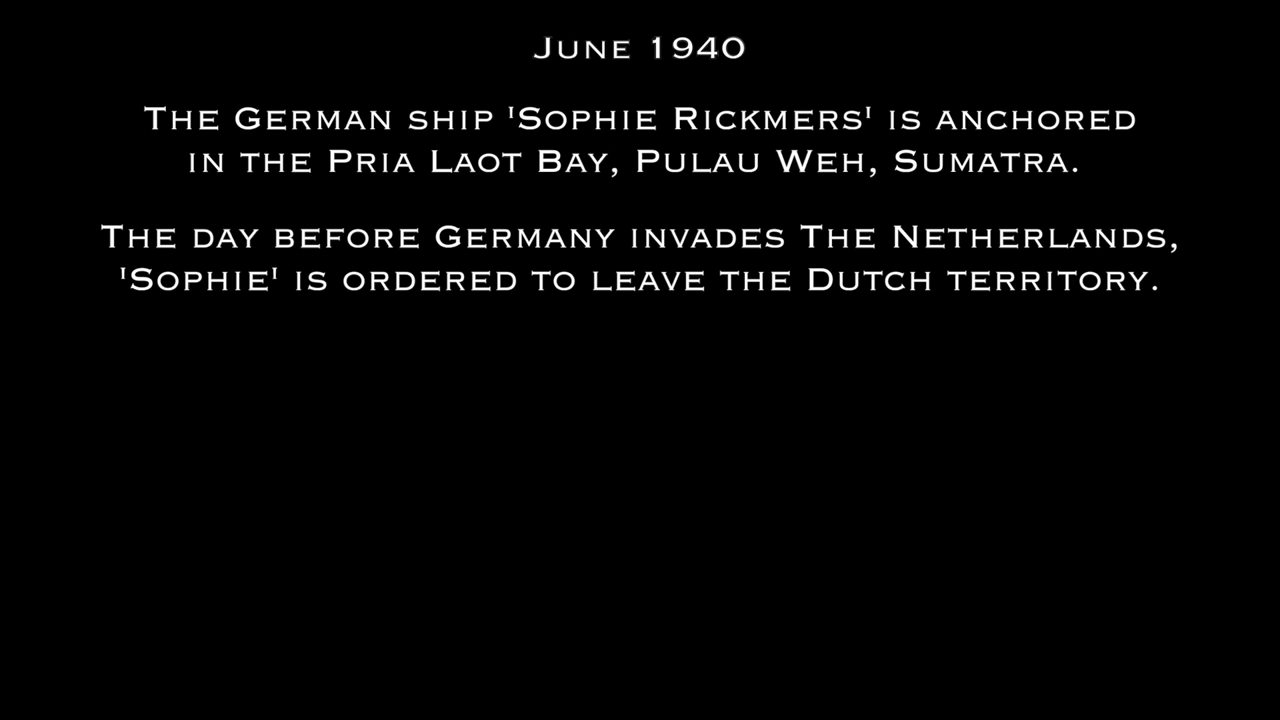 June 1940
The German ship 'Sophie Rickmers' is anchored
in the Pria Laot Bay, Pulau Weh, Sumatra.
The day before Germany invades The Netherlands,
'Sophie' is ordered to leave the Dutch territory.